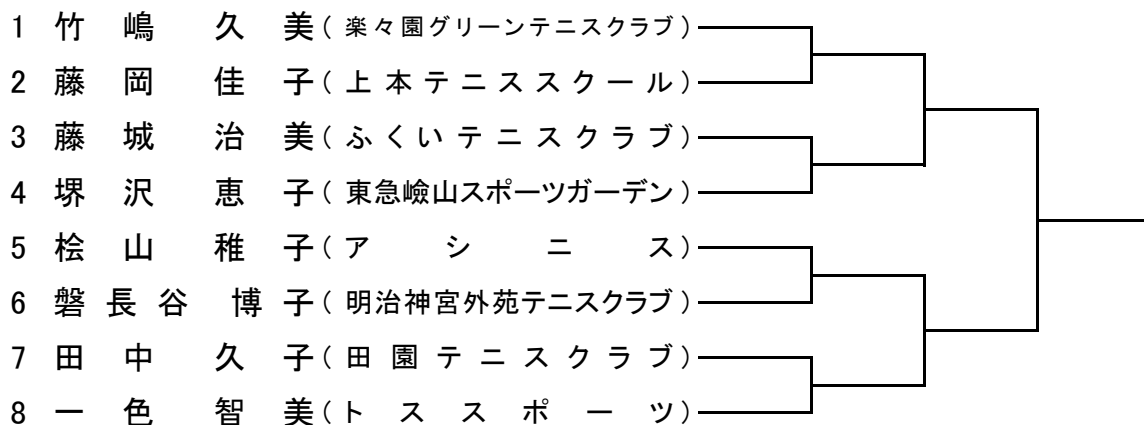 1 竹嶋 久美(楽々園グリーンテニスクラブ)
2 藤岡 佳子(上本テニススクール)
3 藤城 治美(ふくいテニスクラブ)
4 堺沢 恵子(東急嶮山スポーツガーデン)
5 桧山 稚子(アシニス)
6 磐長谷 博子(明治神宮外苑テニスクラブ)
7 田中 久子(田園テニスクラブ)
8 一色 智美(トススポーツ)